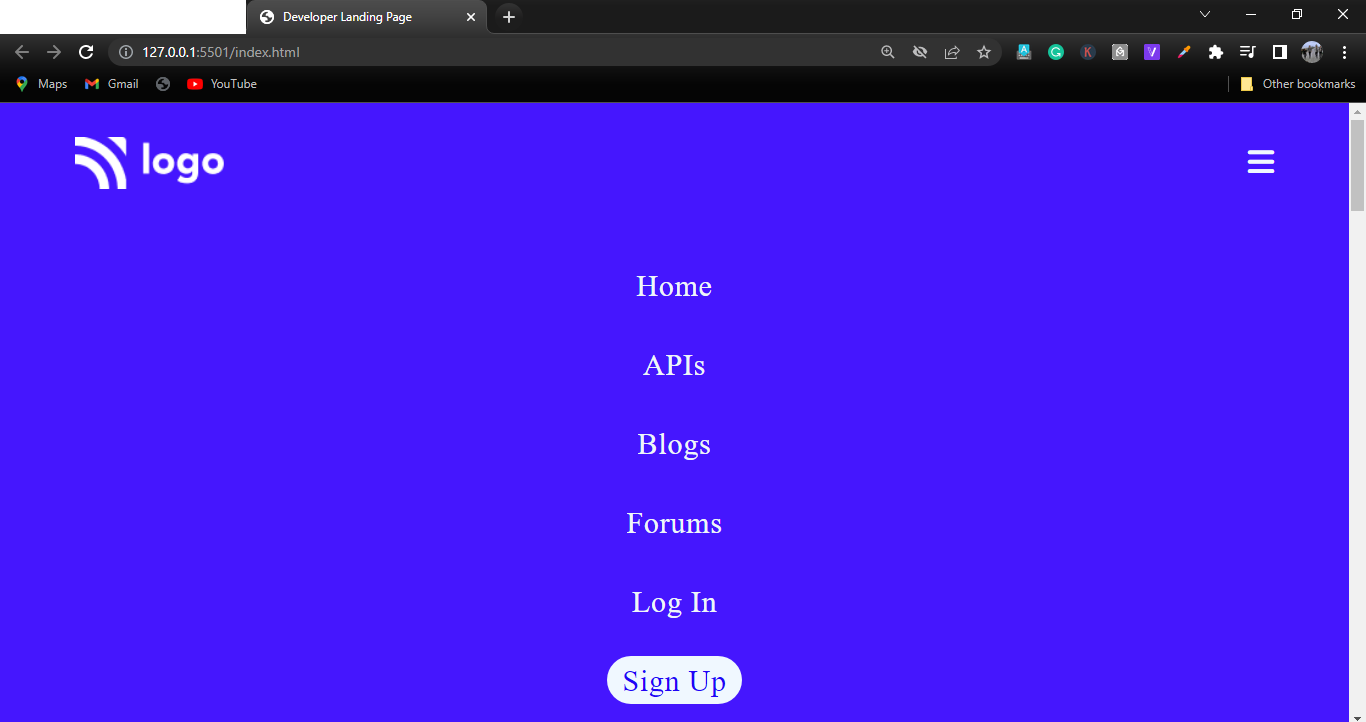 Developer Landing Page
127.0.0.1:5501/index.html
Maps Gmail YouTube Other bookmarks
logo
Home
APIs
Blogs
Forums
Log In
Sign Up